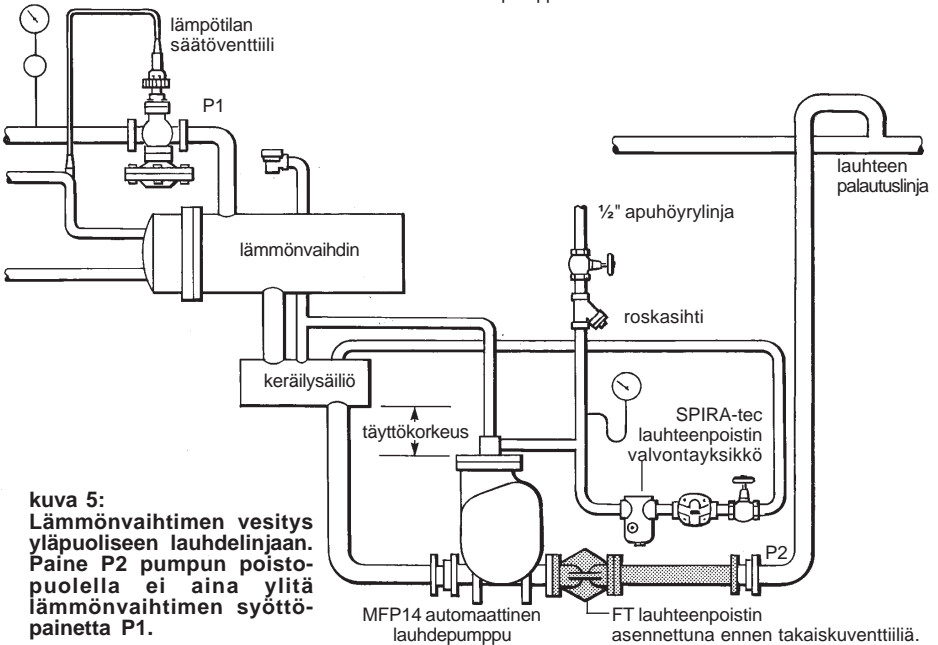 lämpötilan
säätöventtiili
P1
lauhteen
palautuslinja
½" apuhöyrylinja
lämmönvaihdin
roskasihti
keräilysäiliö
SPIRA-tec
lauhteenpoistin
valvontayksikkö
täyttökorkeus
kuva 5:
Lämmönvaihtimen vesitys
yläpuoliseen lauhdelinjaan.
Paine P2 pumpun poisto-
puolella ei aina ylitä
lämmönvaihtimen syöttö-
painetta P1.
P2
MFP14 automaattinen
lauhdepumppu
FT lauhteenpoistin
asennettuna ennen takaiskuventtiiliä.